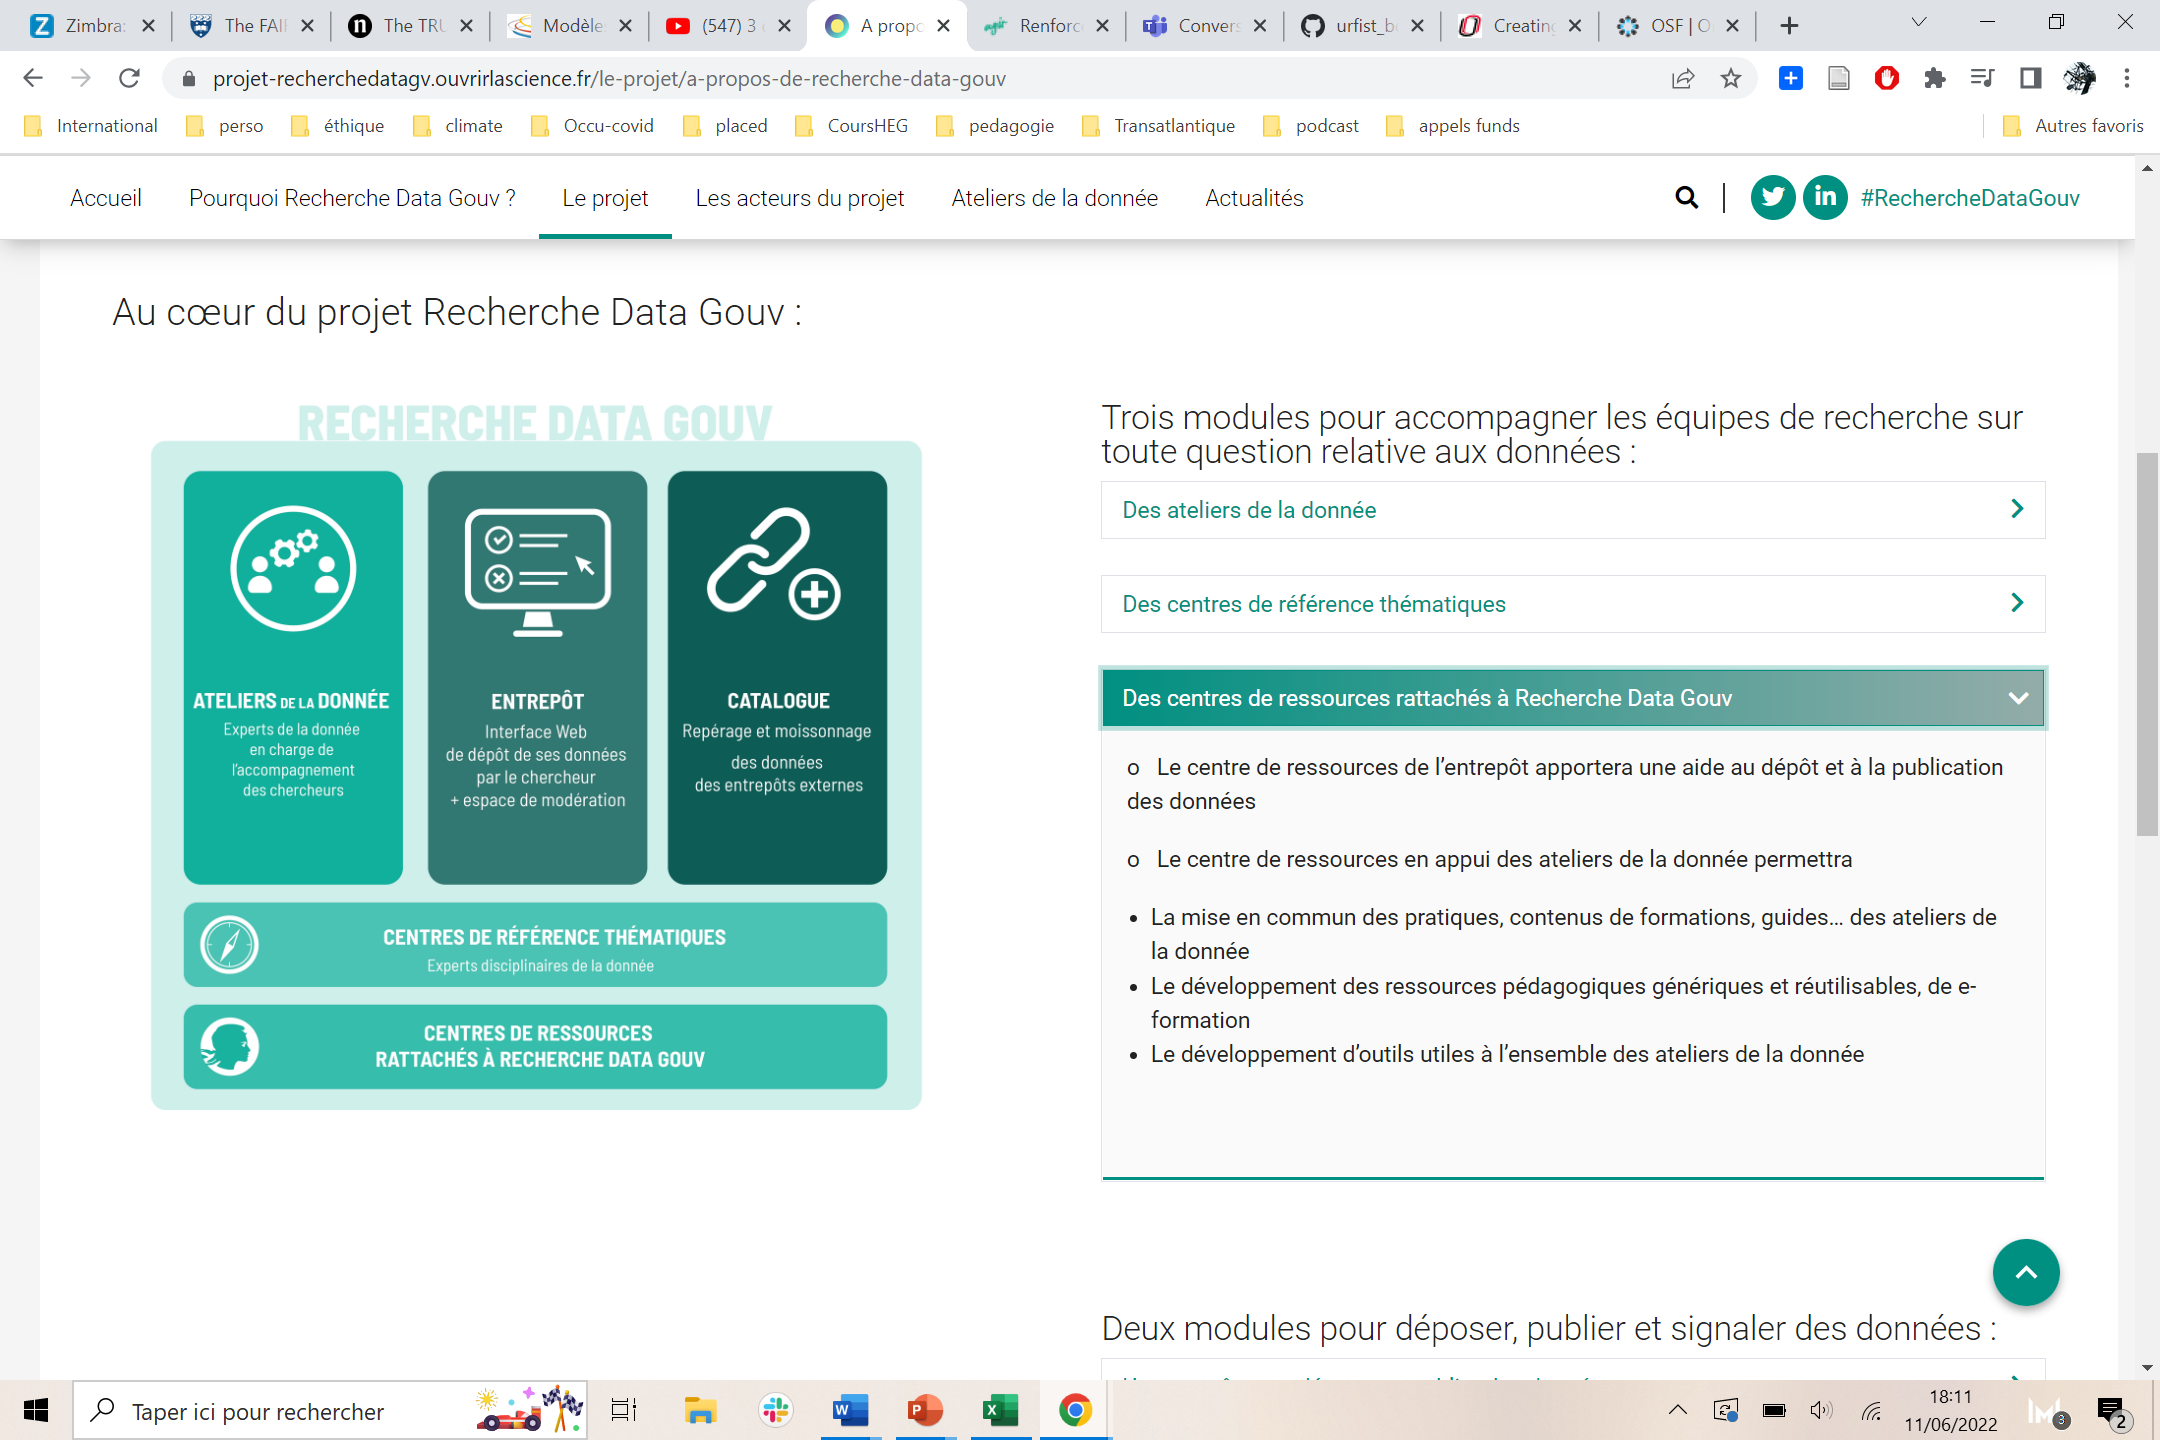 Zimbra:
The FAI
The TRU
Modèle
(547) 3
A propo
Renforc
Convers
urfist_b
Creating
OSF | O
projet-recherchedatagv.ouvrirlascience.fr/le-projet/a-propos-de-recherche-data-gouv
International
perso
éthique
climate
Occu-covid
placed
CoursHEG
pedagogie
Transatlantique
podcast
appels funds
Autres favoris
Accueil
Pourquoi Recherche Data Gouv ?
Le projet
Les acteurs du projet
Ateliers de la donnée
Actualités
#RechercheDataGouv
Au cœur du projet Recherche Data Gouv :
RECHERCHE DATA GOUV
ATELIERS DE LA DONNÉE
Experts de la donnée
en charge de
l'accompagnement
des chercheurs
ENTREPÔT
Interface Web
de dépôt de ses données
par le chercheur
+ espace de modération
CATALOGUE
Repérage et moissonnage
des données
des entrepôts externes
CENTRES DE RÉFÉRENCE THÉMATIQUES
Experts disciplinaires de la donnée
CENTRES DE RESSOURCES
RATTACHÉS À RECHERCHE DATA GOUV
Trois modules pour accompagner les équipes de recherche sur
toute question relative aux données :
Des ateliers de la donnée
Des centres de référence thématiques
Des centres de ressources rattachés à Recherche Data Gouv
o Le centre de ressources de l’entrepôt apportera une aide au dépôt et à la publication
des données
o Le centre de ressources en appui des ateliers de la donnée permettra
• La mise en commun des pratiques, contenus de formations, guides… des ateliers de
la donnée
• Le développement des ressources pédagogiques génériques et réutilisables, de e-
formation
• Le développement d’outils utiles à l’ensemble des ateliers de la donnée
Deux modules pour déposer, publier et signaler des données :
Taper ici pour rechercher
18:11
11/06/2022
3
2